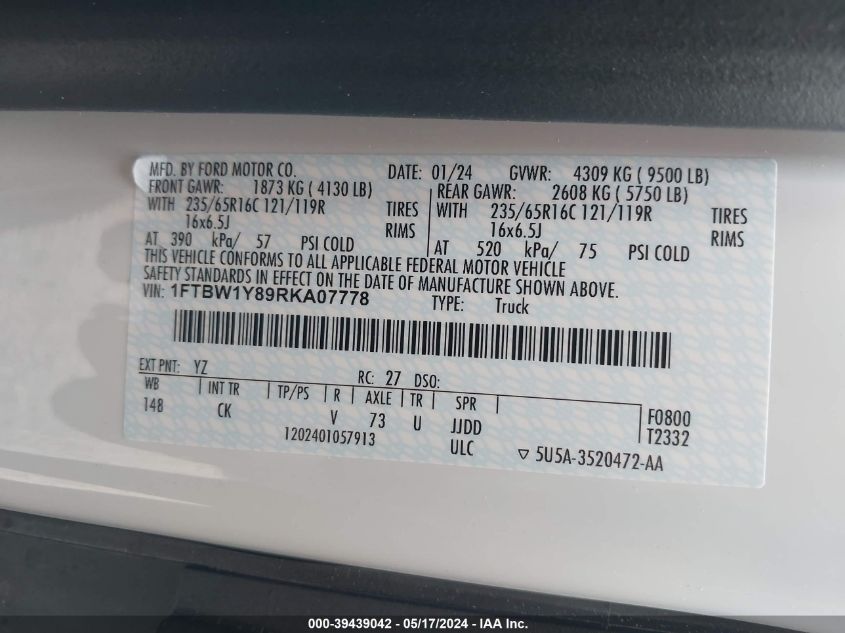 MFD. BY FORD MOTOR CO. DATE: 01/24 GVWR: 4309 KG ( 9500 LB)
FRONT GAWR: 1873 KG ( 4130 LB) REAR GAWR: 2608 KG ( 5750 LB)
WITH 235/65R16C 121/119R TIRES WITH 235/65R16C 121/119R TIRES
16x6.5J RIMS 16x6.5J RIMS
AT 390 kPa/ 57 PSI COLD AT 520 kPa/ 75 PSI COLD
THIS VEHICLE CONFORMS TO ALL APPLICABLE FEDERAL MOTOR VEHICLE
SAFETY STANDARDS IN EFFECT ON THE DATE OF MANUFACTURE SHOWN ABOVE.
VIN: 1FTBW1Y89RKA07778 TYPE: Truck
EXT PNT: YZ RC: 27 DSO:
WB INT TR TP/PS R AXLE TR SPR
148 CK V 73 U JJDD F0800
1202401057913 ULC T2332
5U5A-3520472-AA
000-39439042 - 05/17/2024 - IAA Inc.